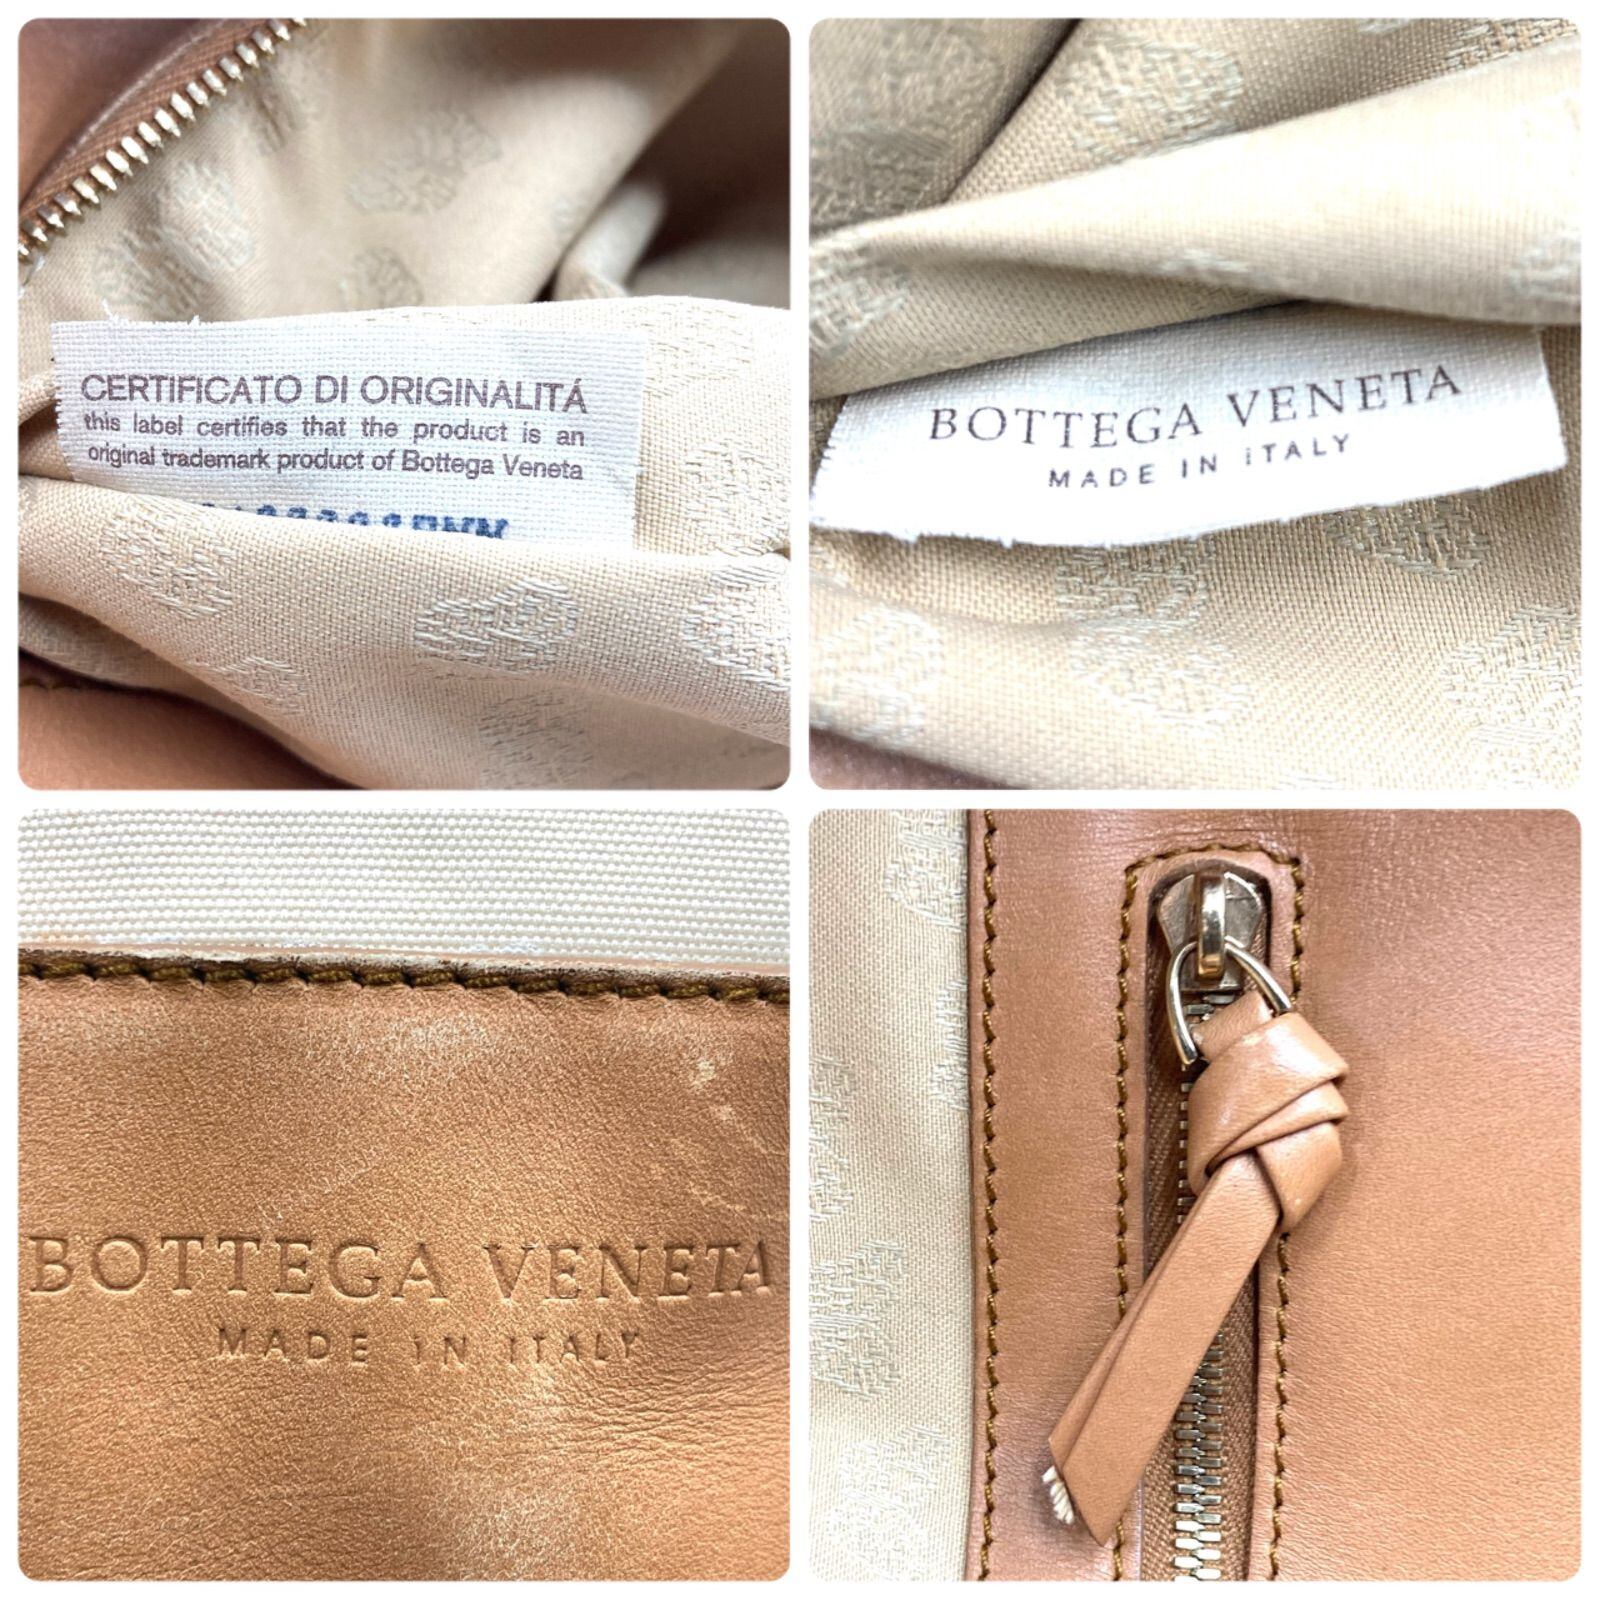 CERTIFICATO DI ORIGINALITÁ
this label certifies that the product is an
original trademark product of Bottega Veneta
BOTTEGA VENETA
MADE IN iTALY
BOTTEGA VENETA
MADE iN iTALY